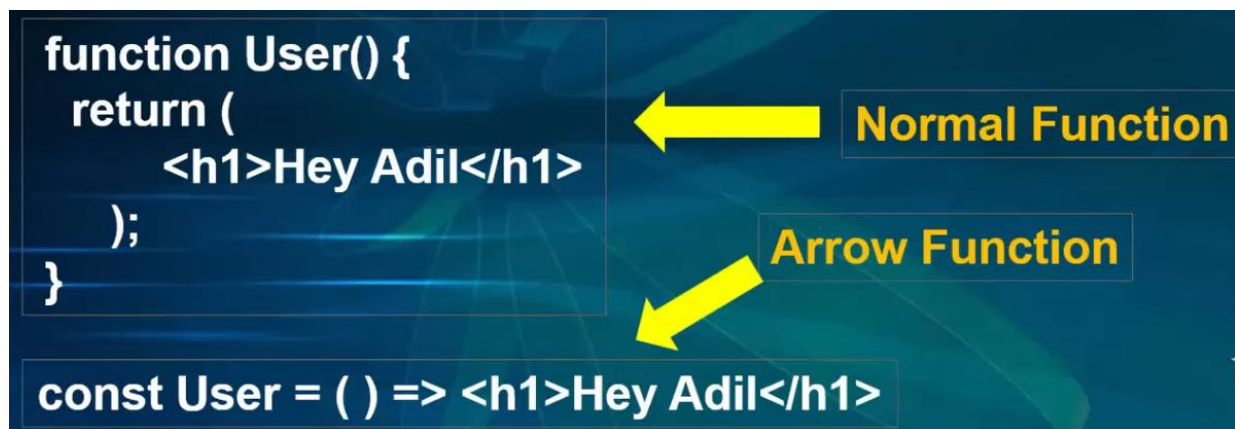 function User() {
return (
<h1>Hey Adil</h1>
);
}
Normal Function
Arrow Function
const User = ( ) => <h1>Hey Adil</h1>